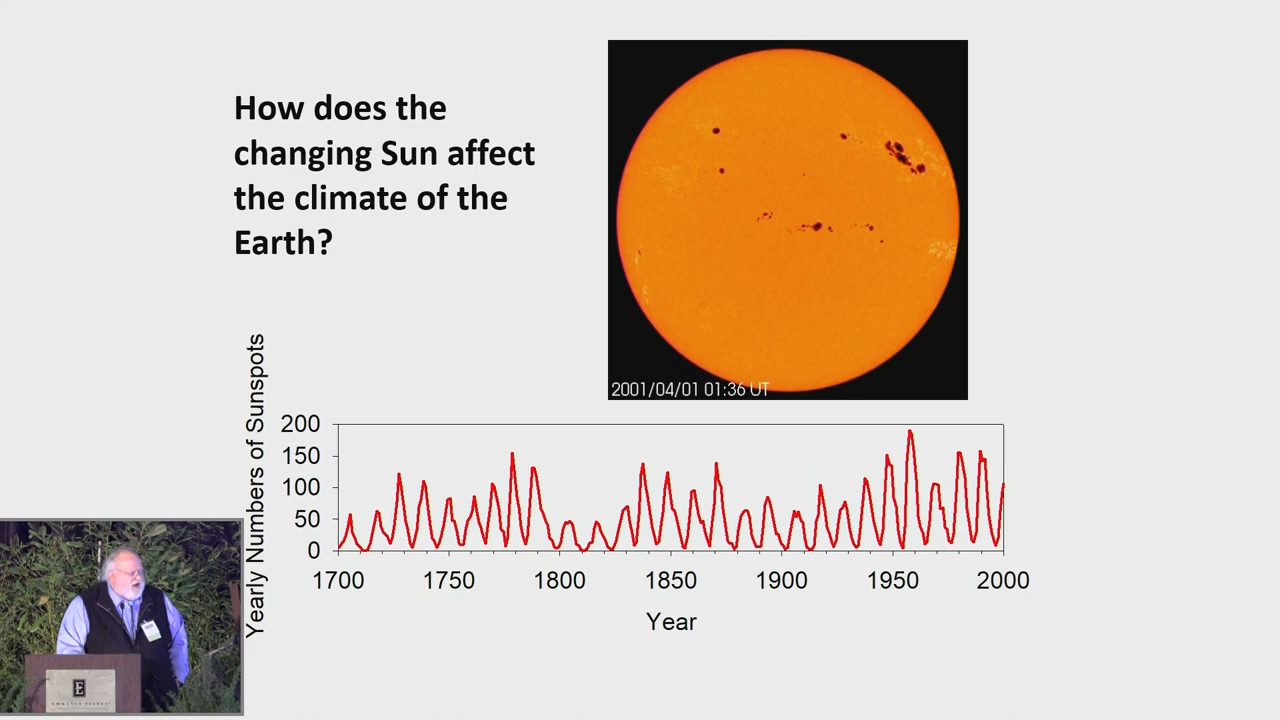 How does the
changing Sun affect
the climate of the
Earth?
2001/04/01 01:36 UT
Yearly Numbers of Sunspots
200
150
100
50
0
1700 1750 1800 1850 1900 1950 2000
Year
E